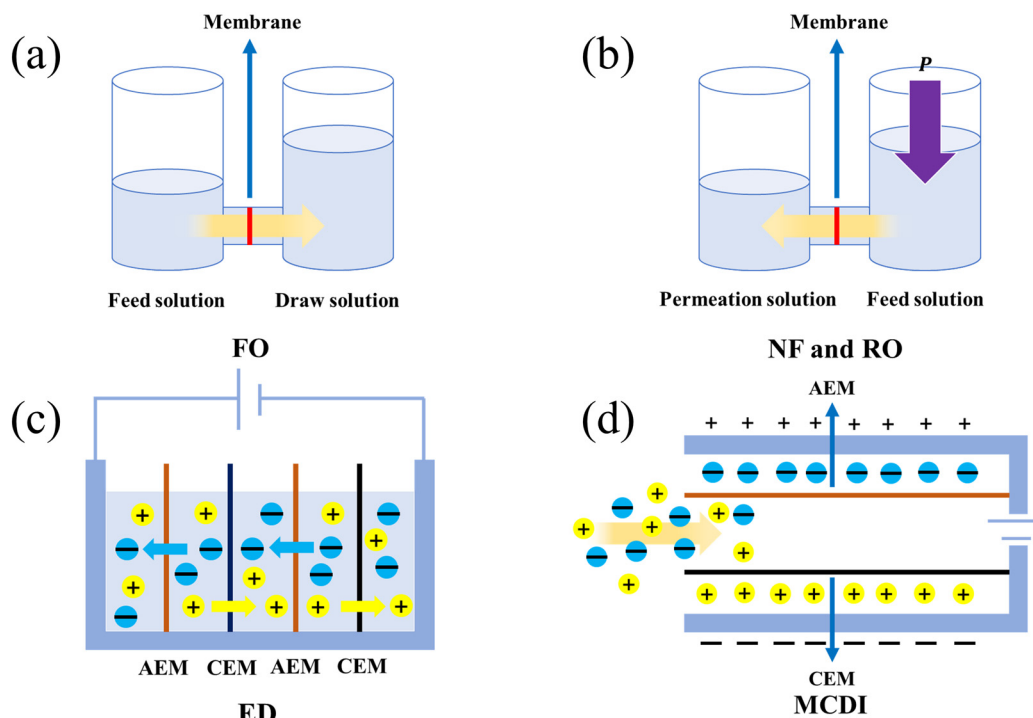 (a)
Membrane
Feed solution
Draw solution
FO
(b)
Membrane
P
Permeation solution
Feed solution
NF and RO
(c)
+ + + −
− − − − −
+ − + − −
− + + + +
AEM CEM AEM CEM
ED
(d)
AEM
+ + + + + + + +
− − − − − − − −
+ − + − + −
+ − − − +
+
+ + + + + + + +
− − − − − − − −
CEM
MCDI